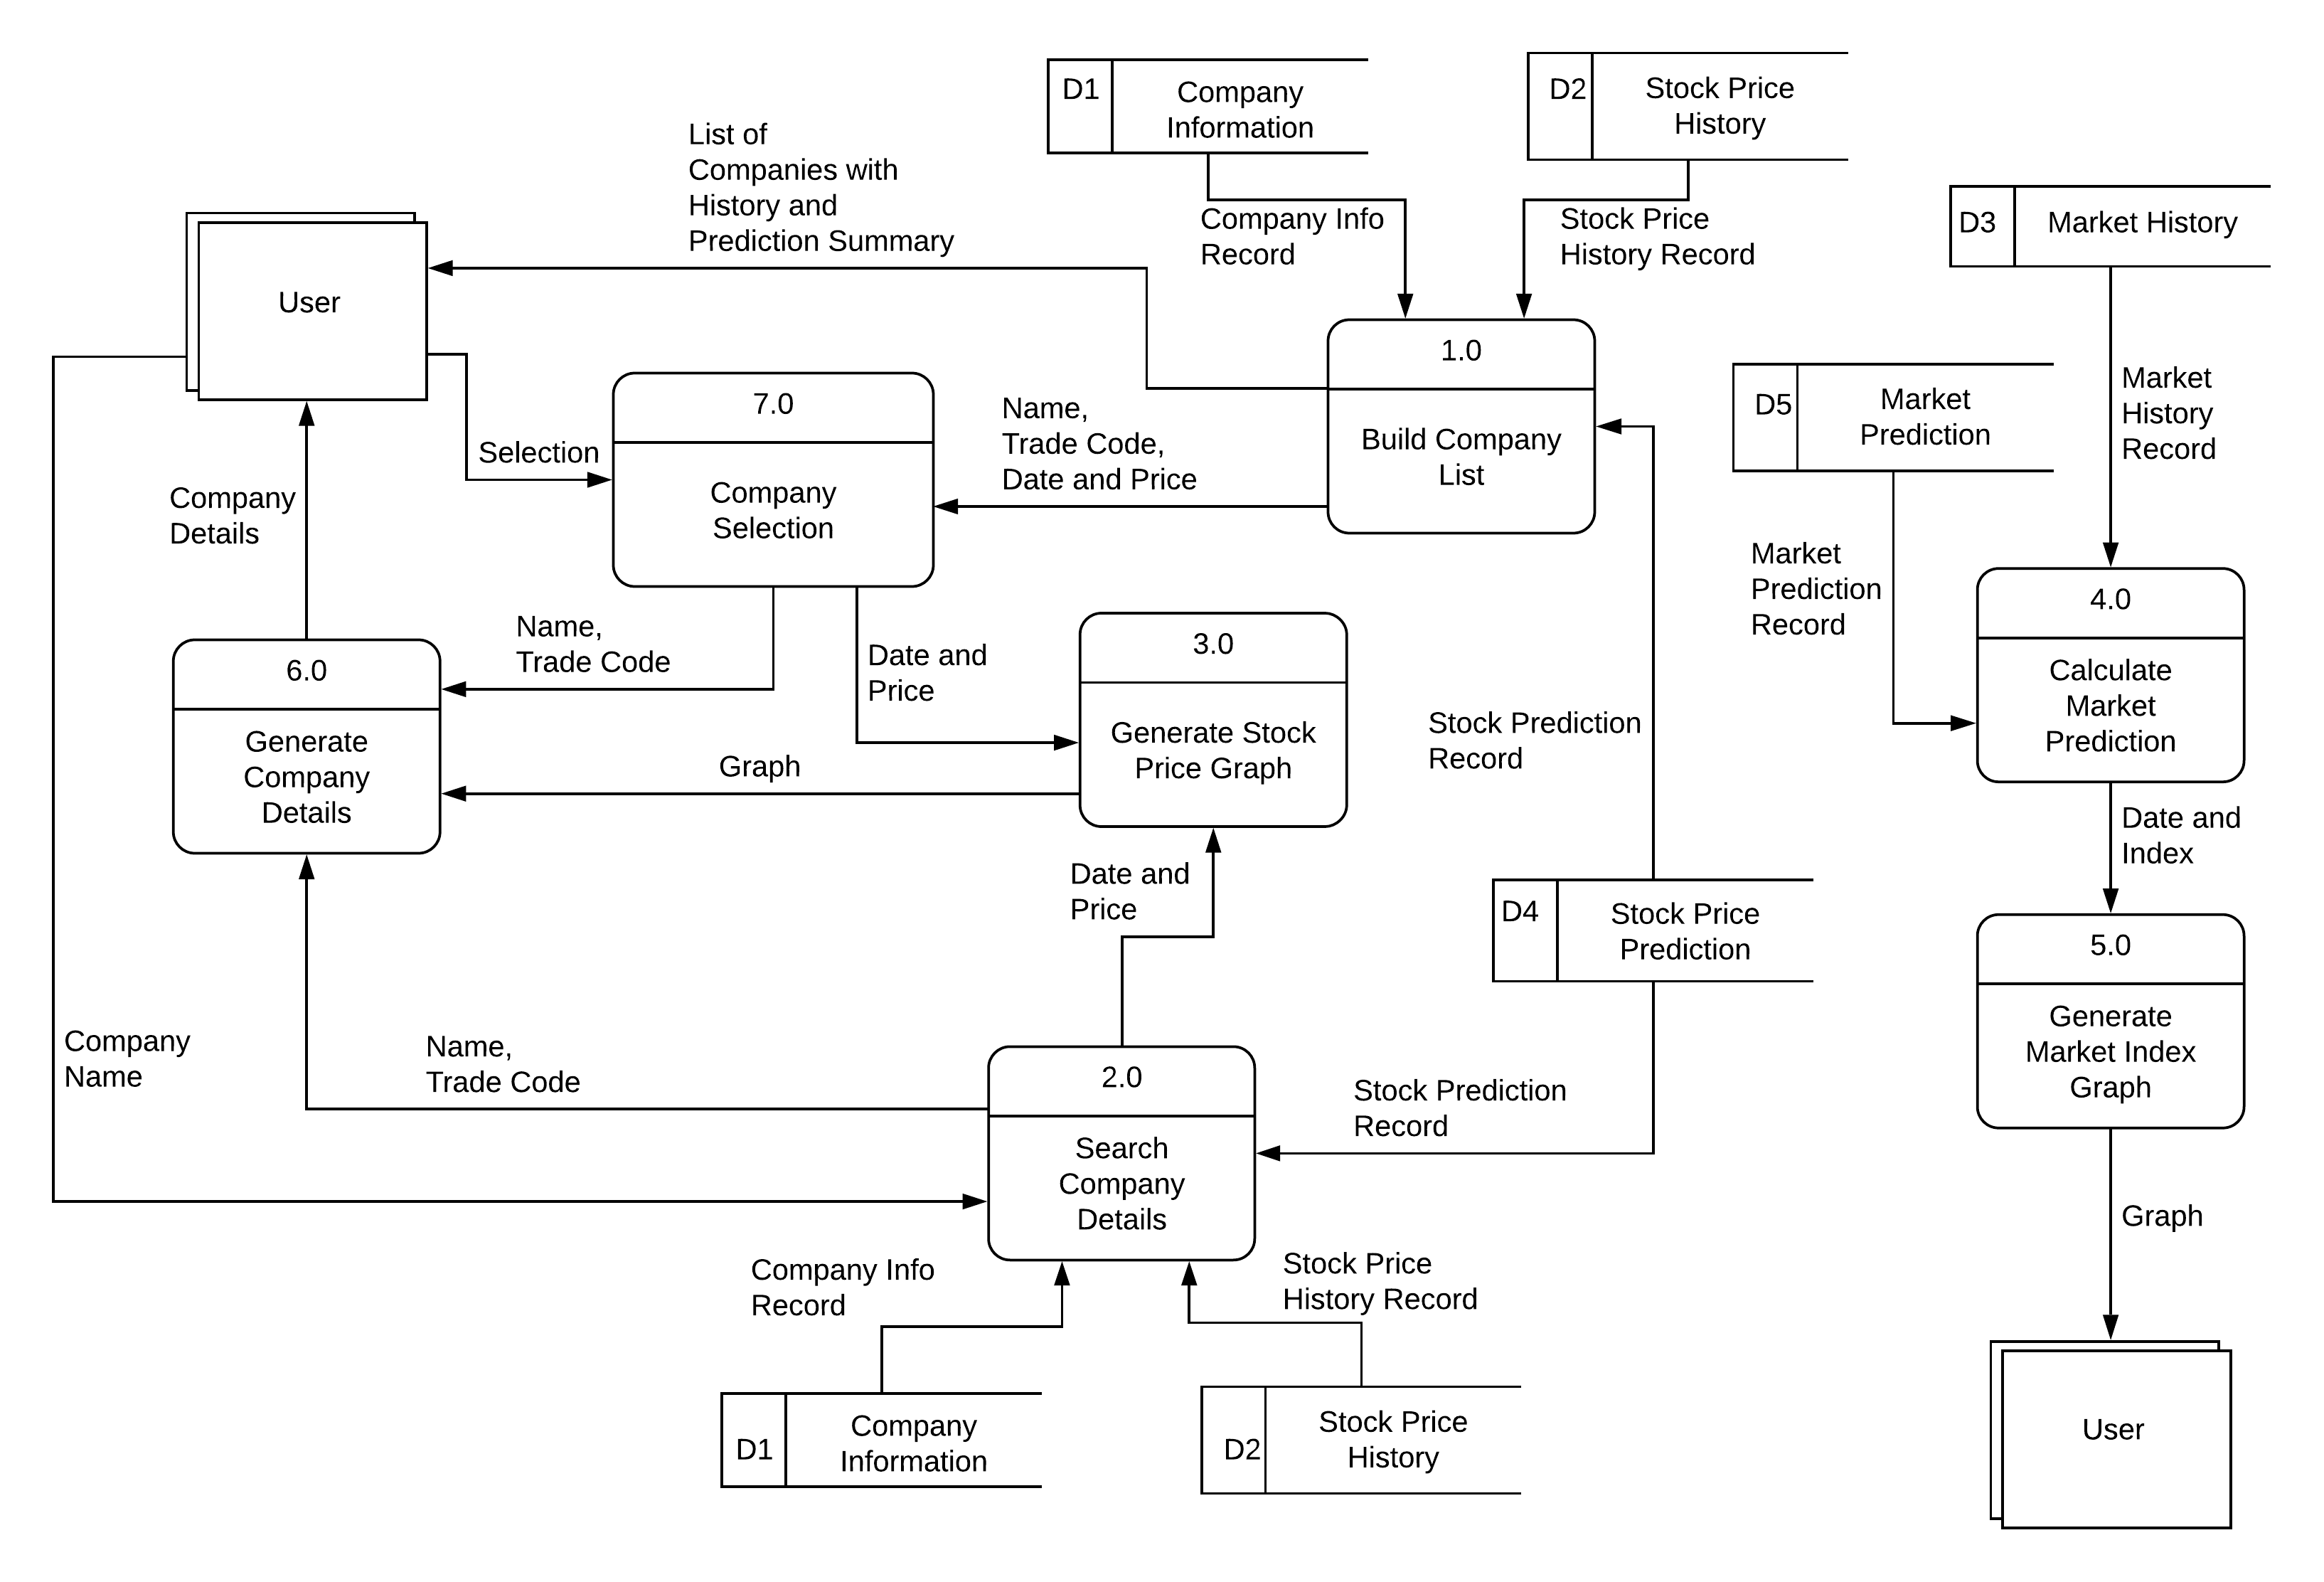 D1
Company
Information
D2
Stock Price
History
List of
Companies with
History and
Prediction Summary
Company Info
Record
Stock Price
History Record
D3
Market History
User
1.0
Build Company
List
7.0
Company
Selection
Selection
Name,
Trade Code,
Date and Price
D5
Market
Prediction
Market
History
Record
Company
Details
Market
Prediction
Record
4.0
Calculate
Market
Prediction
Name,
Trade Code
Date and
Price
3.0
Generate Stock
Price Graph
6.0
Generate
Company
Details
Graph
Stock Prediction
Record
Date and
Index
Date and
Price
D4
Stock Price
Prediction
5.0
Generate
Market Index
Graph
Company
Name
Name,
Trade Code
2.0
Search
Company
Details
Stock Prediction
Record
Graph
Company Info
Record
Stock Price
History Record
D1
Company
Information
D2
Stock Price
History
User